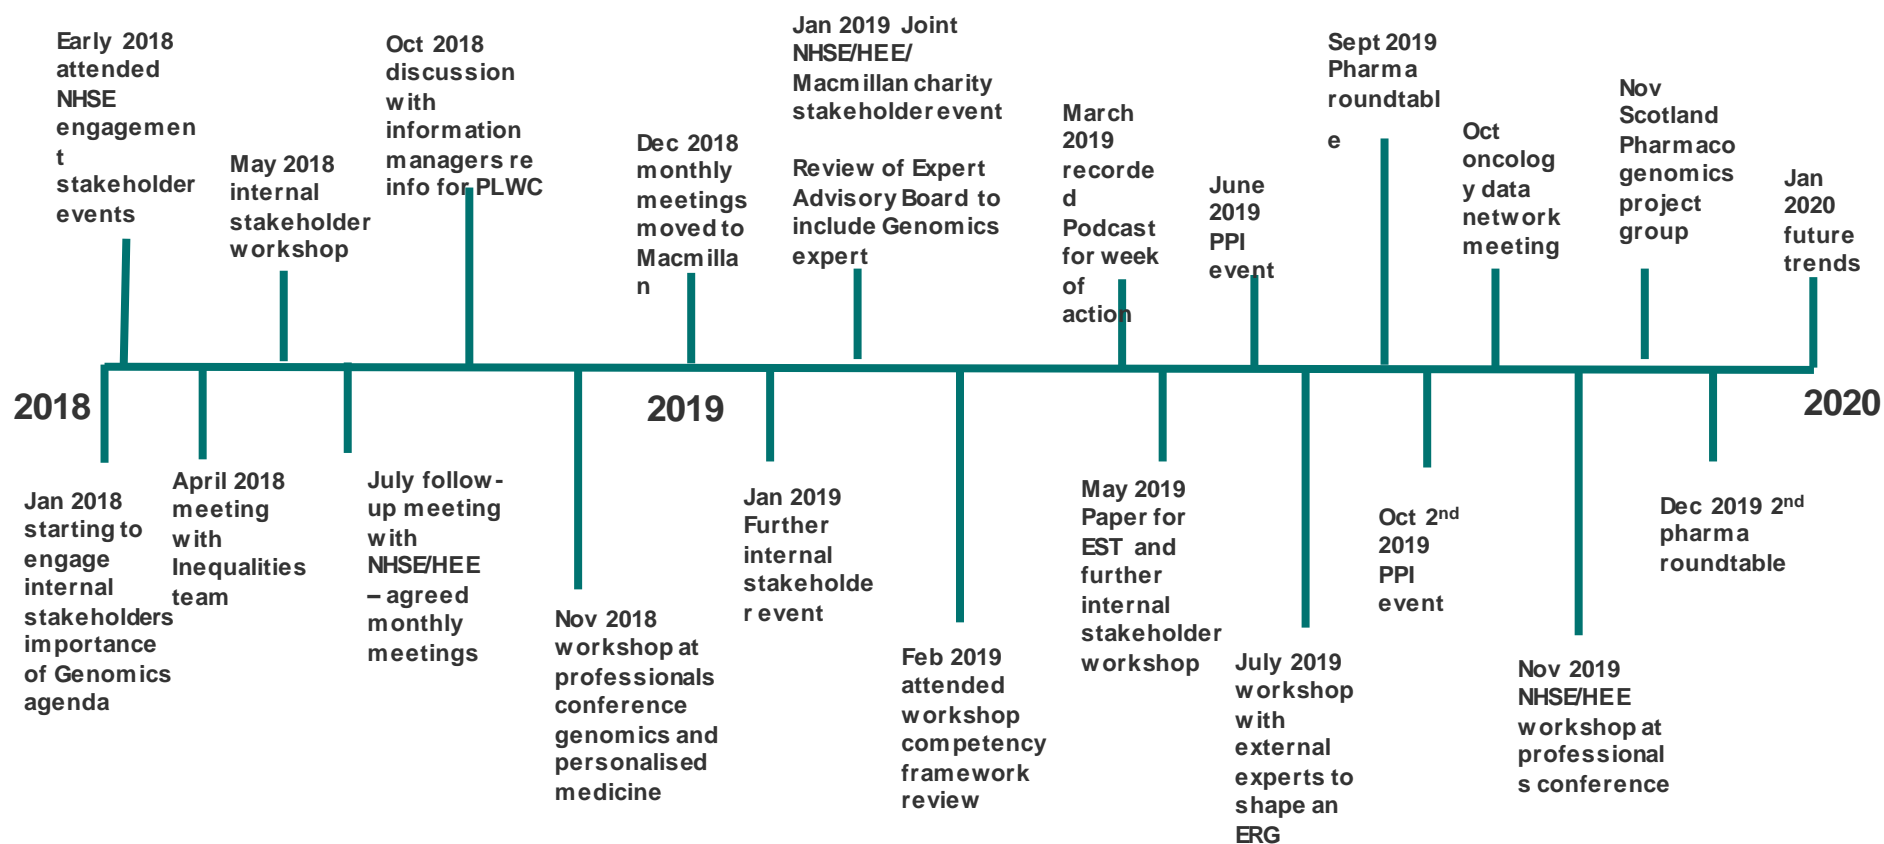 Early 2018
attended
NHSE
engagemen
t
stakeholder
events
May 2018
internal
stakeholder
workshop
Oct 2018
discussion
with
information
managers re
info for PLWC
Dec 2018
monthly
meetings
moved to
Macmilla
n
Jan 2019 Joint
NHSE/HEE/
Macmillan charity
stakeholder event
Review of Expert
Advisory Board to
include Genomics
expert
March
2019
recorde
d
Podcast
for week
of
action
June
2019
PPI
event
Sept 2019
Pharma
roundtabl
e
Oct
oncolog
y data
network
meeting
Nov
Scotland
Pharmaco
genomics
project
group
Jan
2020
future
trends
2018
2019
2020
Jan 2018
starting to
engage
internal
stakeholders
importance
of Genomics
agenda
April 2018
meeting
with
Inequalities
team
July follow-
up meeting
with
NHSE/HEE
– agreed
monthly
meetings
Nov 2018
workshop at
professionals
conference
genomics and
personalised
medicine
Jan 2019
Further
internal
stakeholde
r event
Feb 2019
attended
workshop
competency
framework
review
May 2019
Paper for
EST and
further
internal
stakeholder
workshop
July 2019
workshop
with
external
experts to
shape an
ERG
Oct 2nd
2019
PPI
event
Nov 2019
NHSE/HEE
workshop at
professional
s conference
Dec 2019 2nd
pharma
roundtable